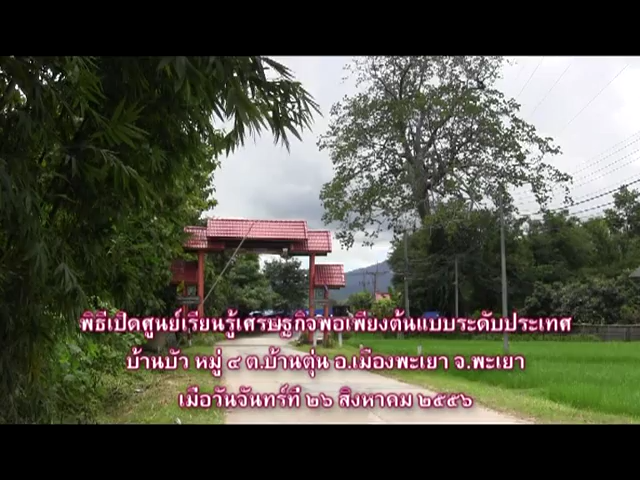 พิธีเปิดศูนย์เรียนรู้เศรษฐกิจพอเพียงต้นแบบระดับประเทศ
บ้านบัว หมู่ ๔ ต.บ้านตุ่น อ.เมืองพะเยา จ.พะเยา
เมื่อวันจันทร์ที่ ๒๖ สิงหาคม ๒๕๕๖